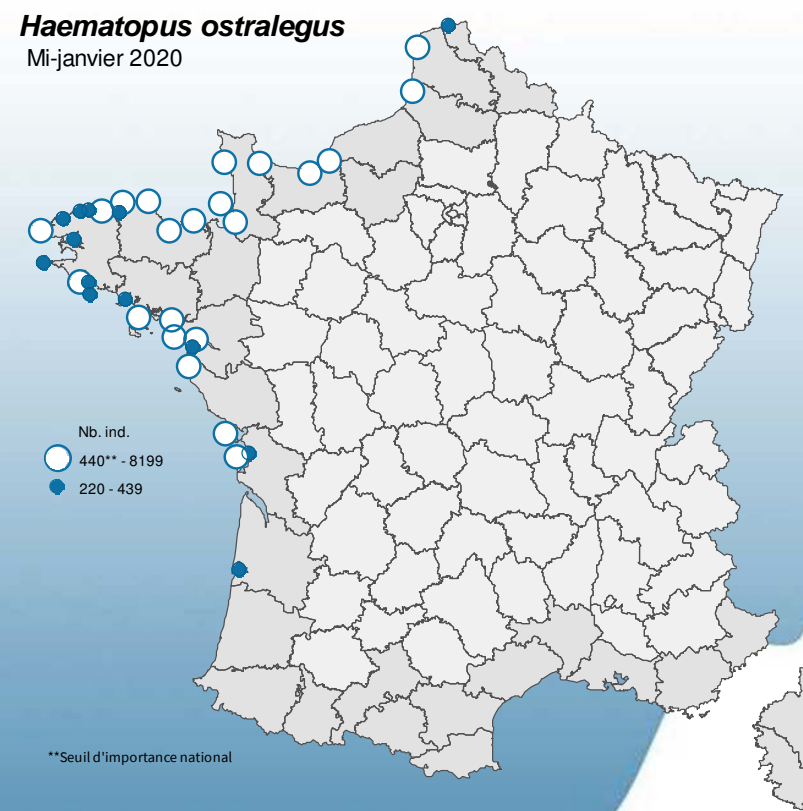 Haematopus ostralegus
Mi-janvier 2020
Nb. ind.
440** - 8199
220 - 439
**Seuil d'importance national